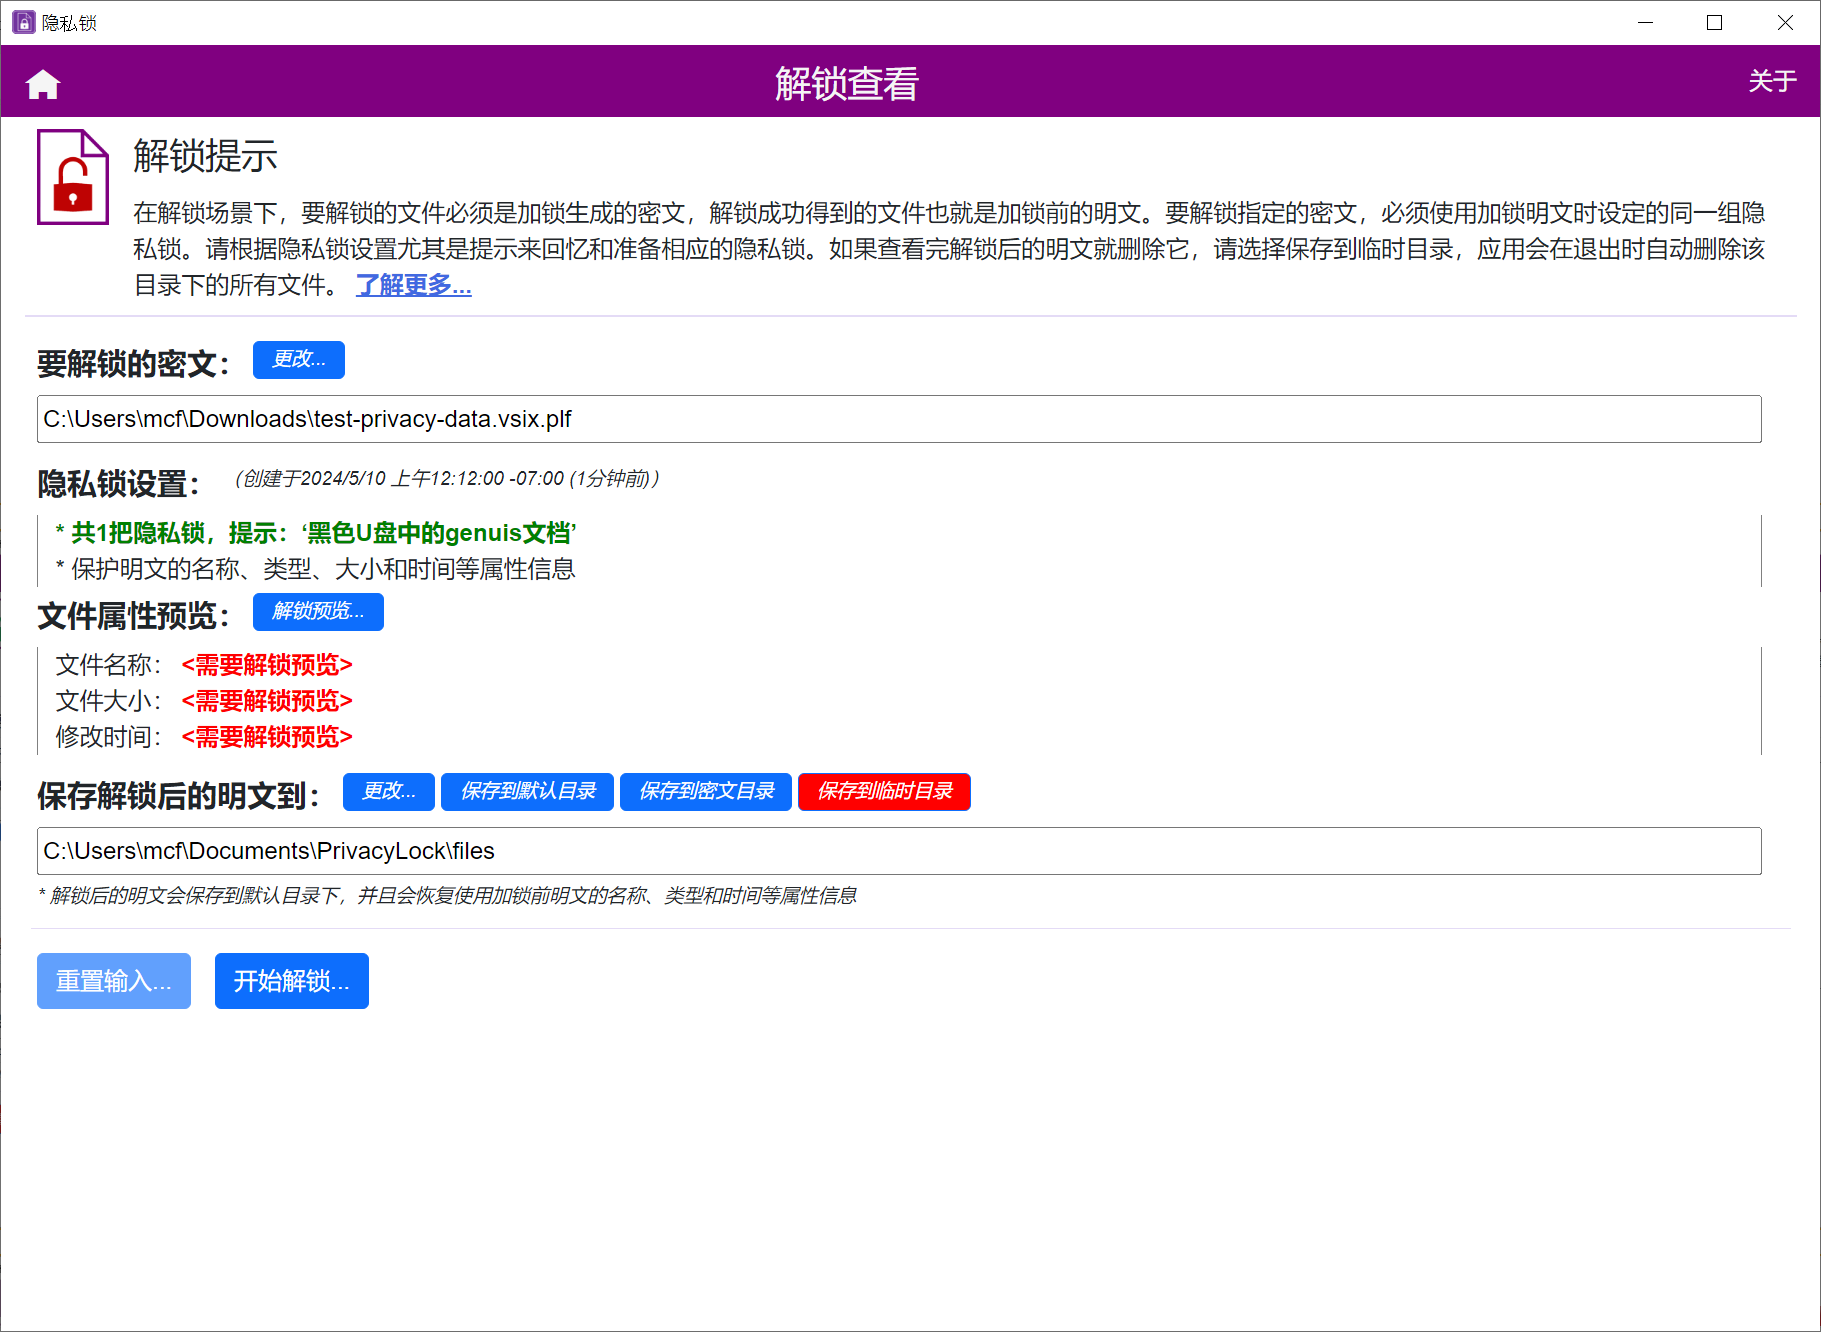 隐私锁
解锁查看
关于
解锁提示
在解锁场景下，要解锁的文件必须是加锁生成的密文，解锁成功得到的文件也就是加锁前的明文。要解锁指定的密文，必须使用加锁明文时设定的同一组隐
私锁。请根据隐私锁设置尤其是提示来回忆和准备相应的隐私锁。如果查看完解锁后的明文就删除它，请选择保存到临时目录，应用会在退出时自动删除该
目录下的所有文件。 了解更多...
要解锁的密文： 更改...
C:\Users\mcf\Downloads\test-privacy-data.vsix.plf
隐私锁设置： （创建于2024/5/10 上午12:12:00 -07:00 (1分钟前)）
* 共1把隐私锁，提示：‘黑色U盘中的genuis文档’
* 保护明文的名称、类型、大小和时间等属性信息
文件属性预览： 解锁预览...
文件名称： <需要解锁预览>
文件大小： <需要解锁预览>
修改时间： <需要解锁预览>
保存解锁后的明文到： 更改... 保存到默认目录 保存到密文目录 保存到临时目录
C:\Users\mcf\Documents\PrivacyLock\files
* 解锁后的明文会保存到默认目录下，并且会恢复使用加锁前明文的名称、类型和时间等属性信息
重置输入... 开始解锁...